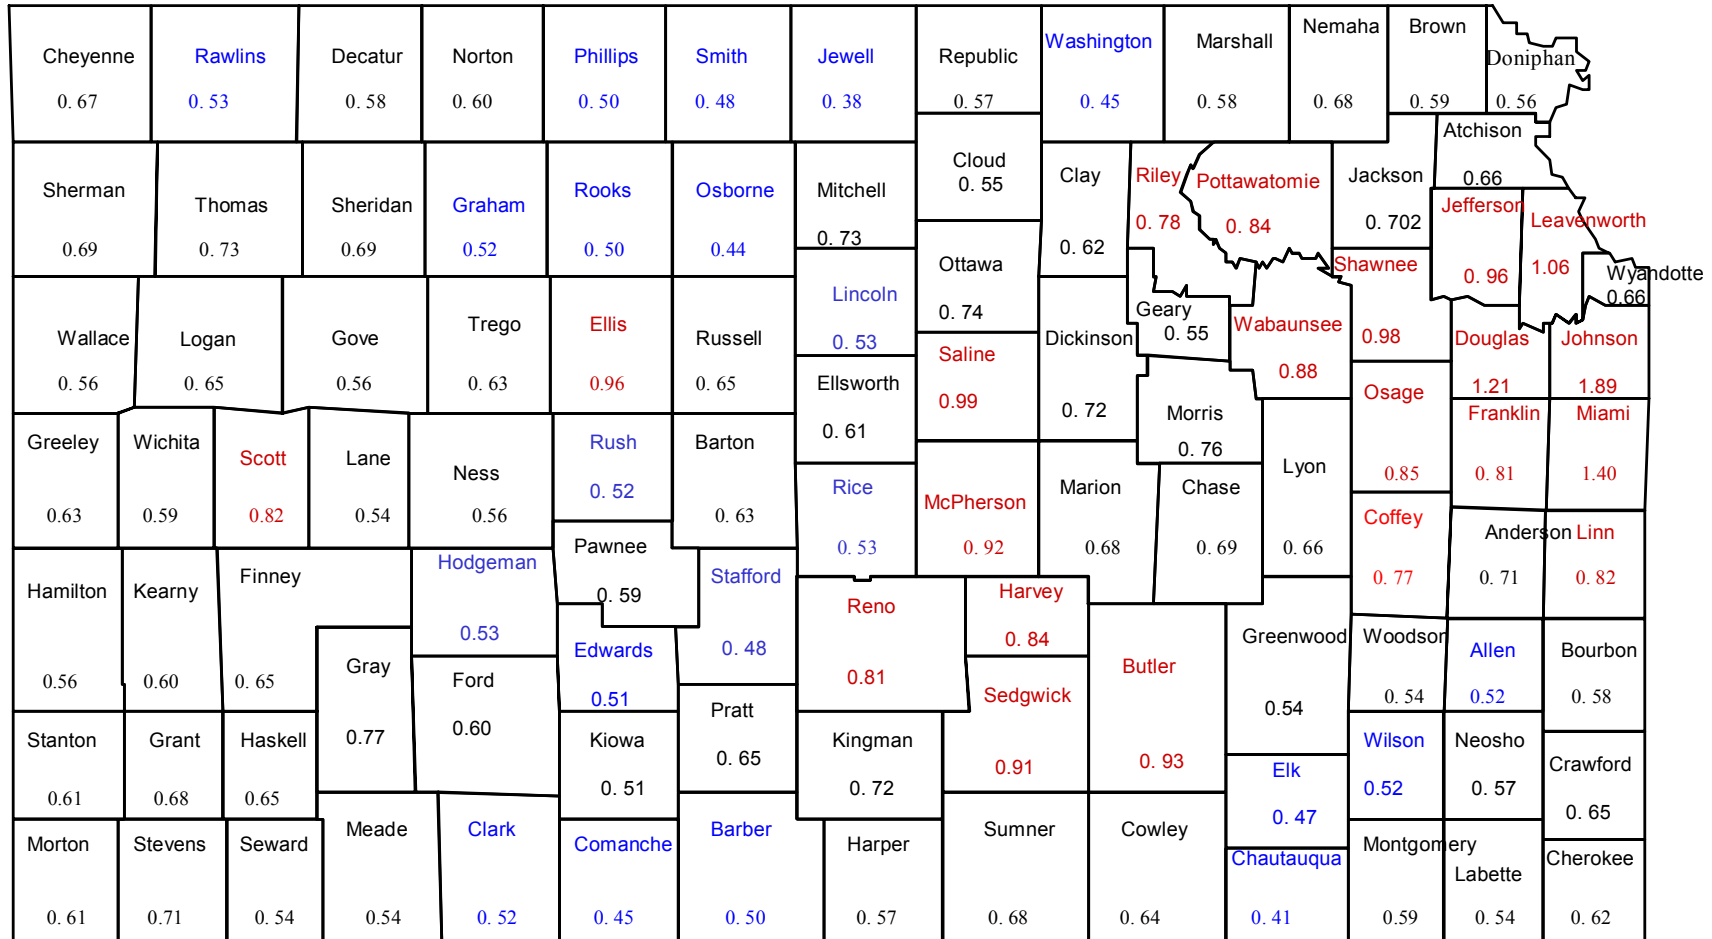 Cheyenne
0. 67
Rawlins
0. 53
Decatur
0. 58
Norton
0. 60
Phillips
0. 50
Smith
0. 48
Jewell
0. 38
Republic
0. 57
Washington
0. 45
Marshall
0. 58
Nemaha
0. 68
Brown
0. 59
Doniphan
0. 56
Sherman
0. 69
Thomas
0. 73
Sheridan
0. 69
Graham
0.52
Rooks
0. 50
Osborne
0. 44
Mitchell
0. 73
Cloud
0. 55
Clay
0. 62
Riley
0. 78
Pottawatomie
0. 84
Jackson
0. 702
Atchison
0.66
Jefferson
0. 96
Leavenworth
1.06
Wyandotte
0.66
Ottawa
0. 74
Lincoln
0. 53
Wallace
0. 56
Logan
0. 65
Gove
0.56
Trego
0. 63
Ellis
0.96
Russell
0. 65
Ellsworth
0. 61
Saline
0.99
Dickinson
0. 72
Geary
0. 55
Wabaunsee
0.88
Shawnee
0.98
Douglas
1.21
Johnson
1.89
Greeley
0.63
Wichita
0.59
Scott
0.82
Lane
0.54
Ness
0.56
Rush
0. 52
Barton
0. 63
Rice
0. 53
McPherson
0. 92
Marion
0.68
Morris
0.76
Chase
0. 69
Lyon
0. 66
Osage
0.85
Franklin
0. 81
Miami
1.40
Coffey
0. 77
Anderson
0. 71
Linn
0. 82
Hamilton
0.56
Kearny
0.60
Finney
0. 65
Hodgeman
0.53
Pawnee
0. 59
Stafford
0. 48
Edwards
0.51
Gray
0.77
Ford
0.60
Reno
0.81
Harvey
0. 84
Sedgwick
0.91
Butler
0. 93
Greenwood
0.54
Woodson
0. 54
Allen
0.52
Bourbon
0. 58
Stanton
0.61
Grant
0.68
Haskell
0.65
Kiowa
0. 51
Pratt
0. 65
Kingman
0. 72
Elk
0. 47
Wilson
0.52
Neosho
0. 57
Crawford
0. 65
Morton
0. 61
Stevens
0.71
Seward
0. 54
Meade
0.54
Clark
0. 52
Comanche
0. 45
Barber
0. 50
Harper
0. 57
Sumner
0. 68
Cowley
0. 64
Chautauqua
0. 41
Montgomery
0.59
Labette
0. 54
Cherokee
0. 62